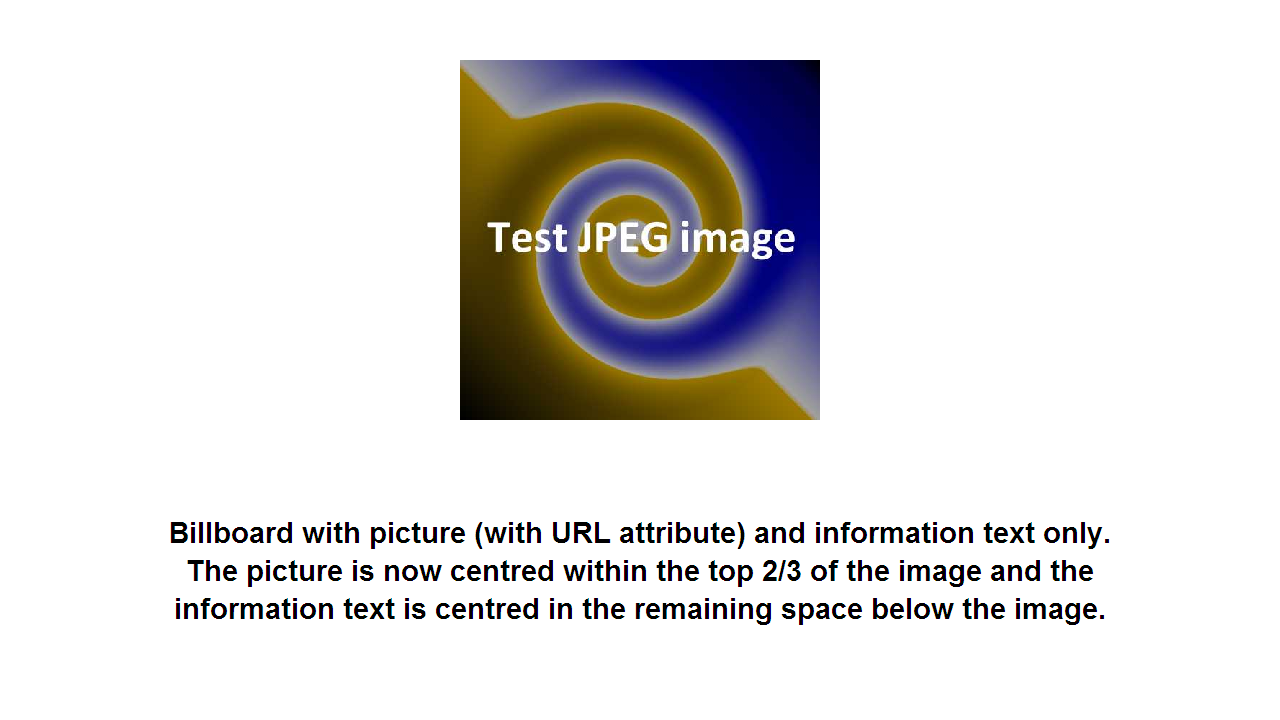 Test JPEG image
Billboard with picture (with URL attribute) and information text only.
The picture is now centred within the top 2/3 of the image and the
information text is centred in the remaining space below the image.